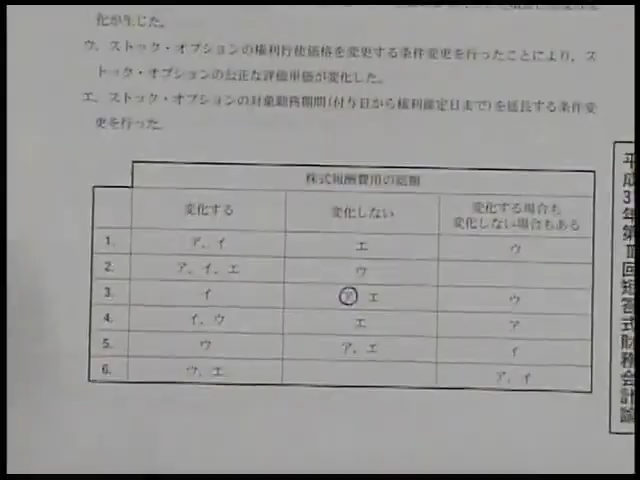 化が生じた。
ウ．ストック・オプションの権利行使価格を変更する条件変更を行ったことにより，ス
トック・オプションの公正な評価単価が変化した。
エ．ストック・オプションの対象勤務期間(付与日から権利確定日まで)を延長する条件変
更を行った。
株式報酬費用の総額
変化する 変化しない 変化する場合も
変化しない場合もある
1. ア、イ エ ウ
2. ア、イ、エ ウ
3. イ ア エ ウ
4. イ、ウ エ ア
5. ウ ア、エ イ
6. ウ、エ ア、イ
平成31年第Ⅱ回短答式財務会計論